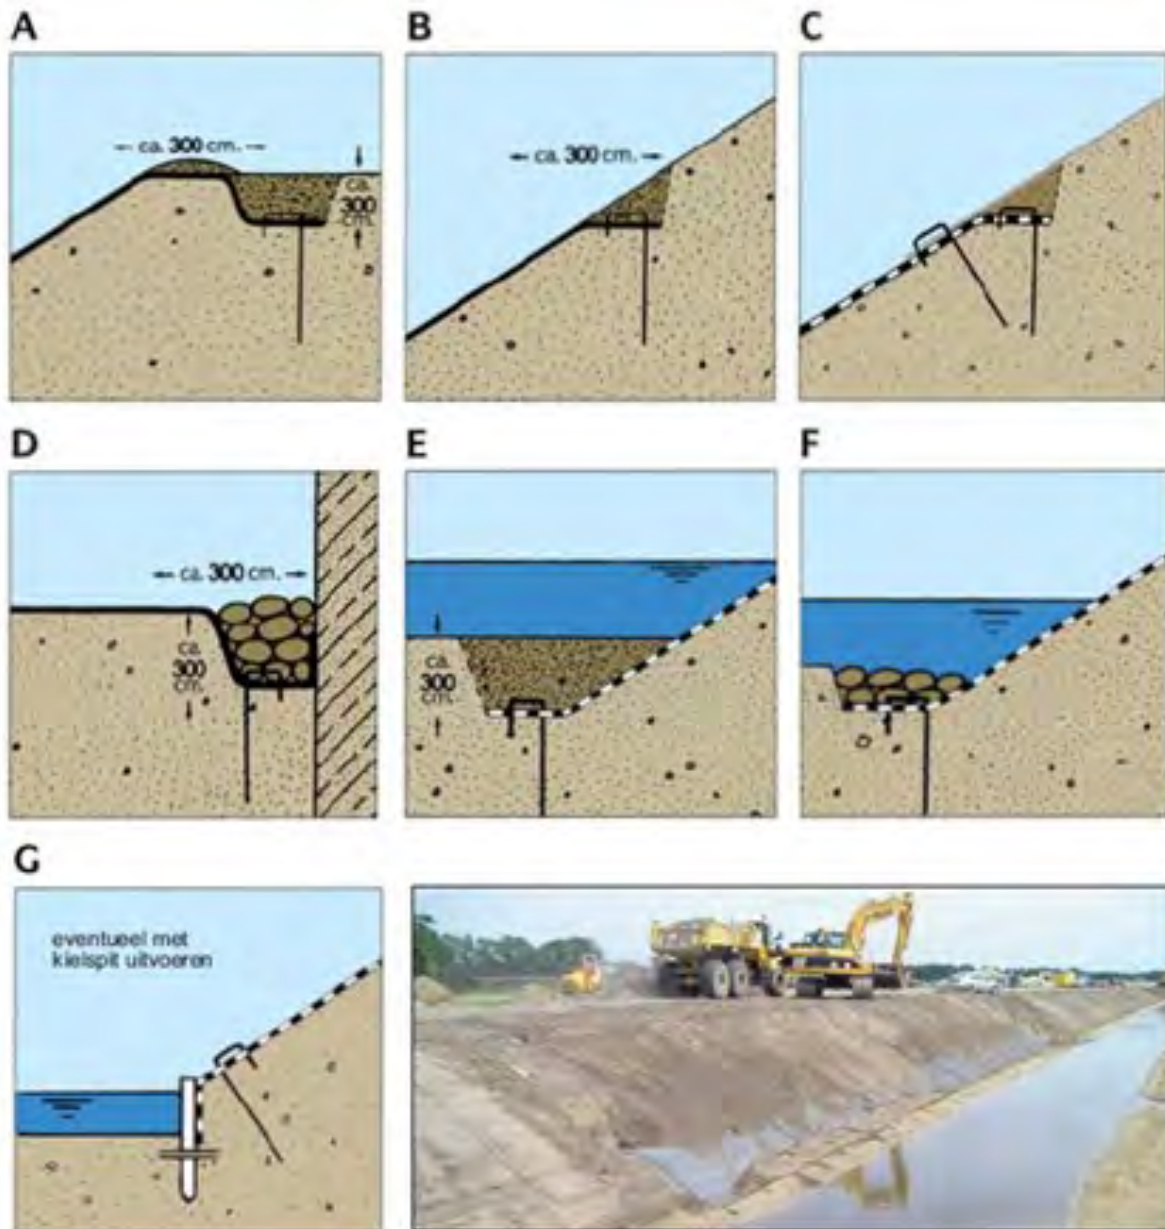 A
B
C
ca. 300 cm.
ca.
300
cm.
ca. 300 cm.
D
E
F
ca. 300 cm.
ca.
300
cm.
ca.
300
cm.
G
eventueel met
kielspit uitvoeren